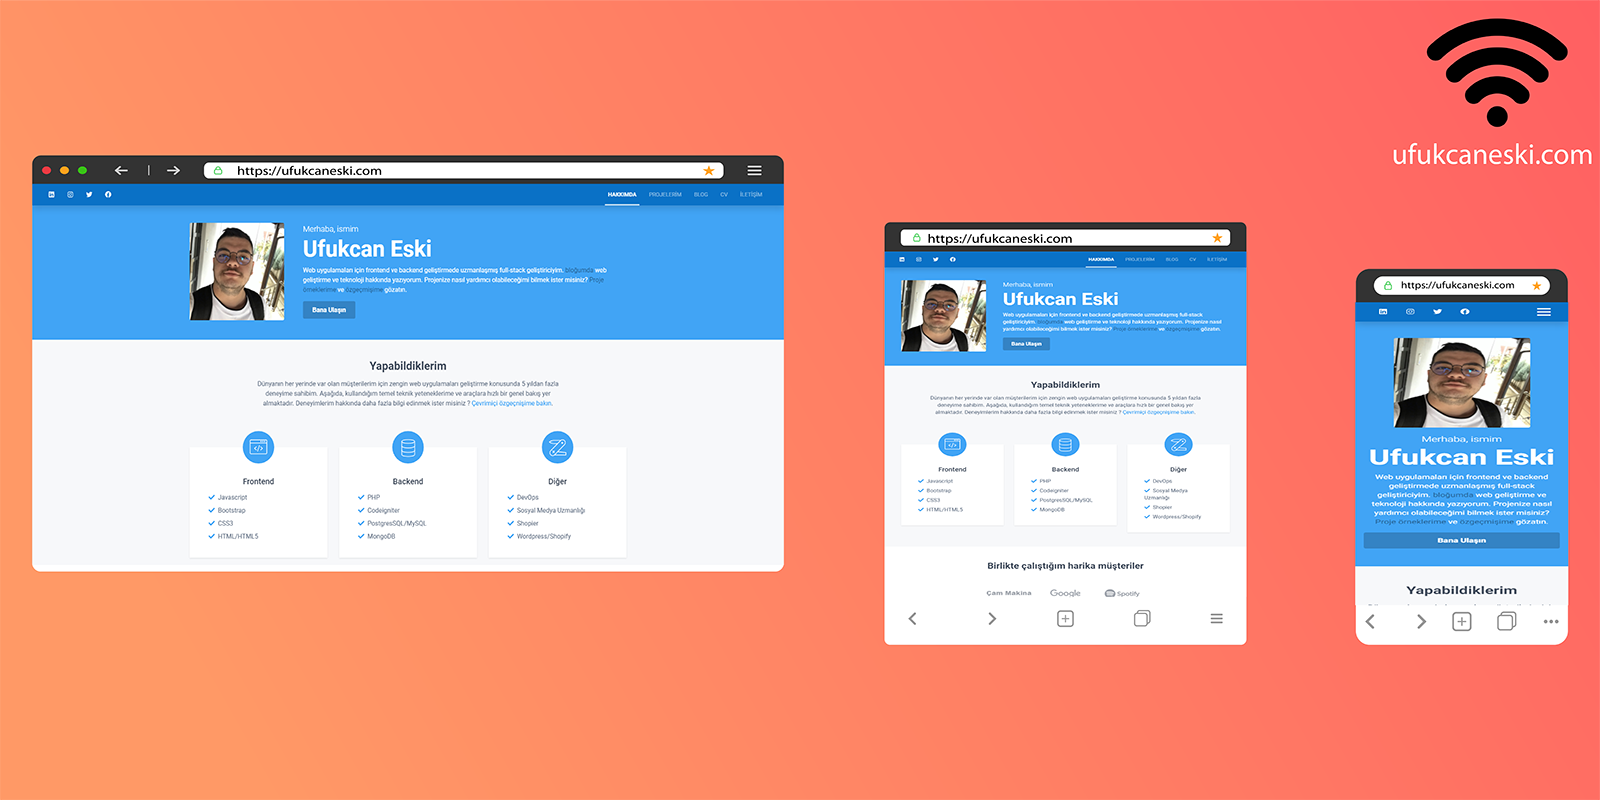 ufukcaneski.com
https://ufukcaneski.com
HAKKIMDA PROJELERİM BLOG CV İLETİŞİM
Merhaba, ismim
Ufukcan Eski
Web uygulamaları için frontend ve backend geliştirmede uzmanlaşmış full-stack geliştiriciyim. bloğumda web
geliştirme ve teknoloji hakkında yazıyorum. Projenize nasıl yardımcı olabileceğimi bilmek ister misiniz? Proje
örneklerime ve özgeçmişime gözatın.
Bana Ulaşın
Yapabildiklerim
Dünyanın her yerinde var olan müşterilerim için zengin web uygulamaları geliştirme konusunda 5 yıldan fazla
deneyime sahibim. Aşağıda, kullandığım temel teknik yeteneklerime ve araçlara hızlı bir genel bakış yer
almaktadır. Deneyimlerim hakkında daha fazla bilgi edinmek ister misiniz ? Çevrimiçi özgeçmişine bakın.
Frontend
Javascript
Bootstrap
CSS3
HTML/HTML5
Backend
PHP
Codeigniter
PostgresSQL/MySQL
MongoDB
Diğer
DevOps
Sosyal Medya Uzmanlığı
Shopier
Wordpress/Shopify
https://ufukcaneski.com
HAKKIMDA PROJELERİM BLOG CV İLETİŞİM
Merhaba, ismim
Ufukcan Eski
Web uygulamaları için frontend ve backend geliştirmede uzmanlaşmış full-stack
geliştiriciyim. bloğumda web geliştirme ve teknoloji hakkında yazıyorum. Projenize nasıl
yardımcı olabileceğimi bilmek ister misiniz? Proje örneklerime ve özgeçmişime gözatın.
Bana Ulaşın
Yapabildiklerim
Dünyanın her yerinde var olan müşterilerim için zengin web uygulamaları geliştirme konusunda 5 yıldan fazla
deneyime sahibim. Aşağıda, kullandığım temel teknik yeteneklerime ve araçlara hızlı bir genel bakış yer
almaktadır. Deneyimlerim hakkında daha fazla bilgi edinmek ister misiniz ? Çevrimiçi özgeçmişine bakın.
Frontend
Javascript
Bootstrap
CSS3
HTML/HTML5
Backend
PHP
Codeigniter
PostgresSQL/MySQL
MongoDB
Diğer
DevOps
Sosyal Medya
Uzmanlığı
Shopier
Wordpress/Shopify
Birlikte çalıştığım harika müşteriler
Çam Makina Google Spotify
https://ufukcaneski.com
Merhaba, ismim
Ufukcan Eski
Web uygulamaları için frontend ve backend
geliştirmede uzmanlaşmış full-stack
geliştiriciyim. bloğumda web geliştirme ve
teknoloji hakkında yazıyorum. Projenize nasıl
yardımcı olabileceğimi bilmek ister misiniz?
Proje örneklerime ve özgeçmişime gözatın.
Bana Ulaşın
Yapabildiklerim